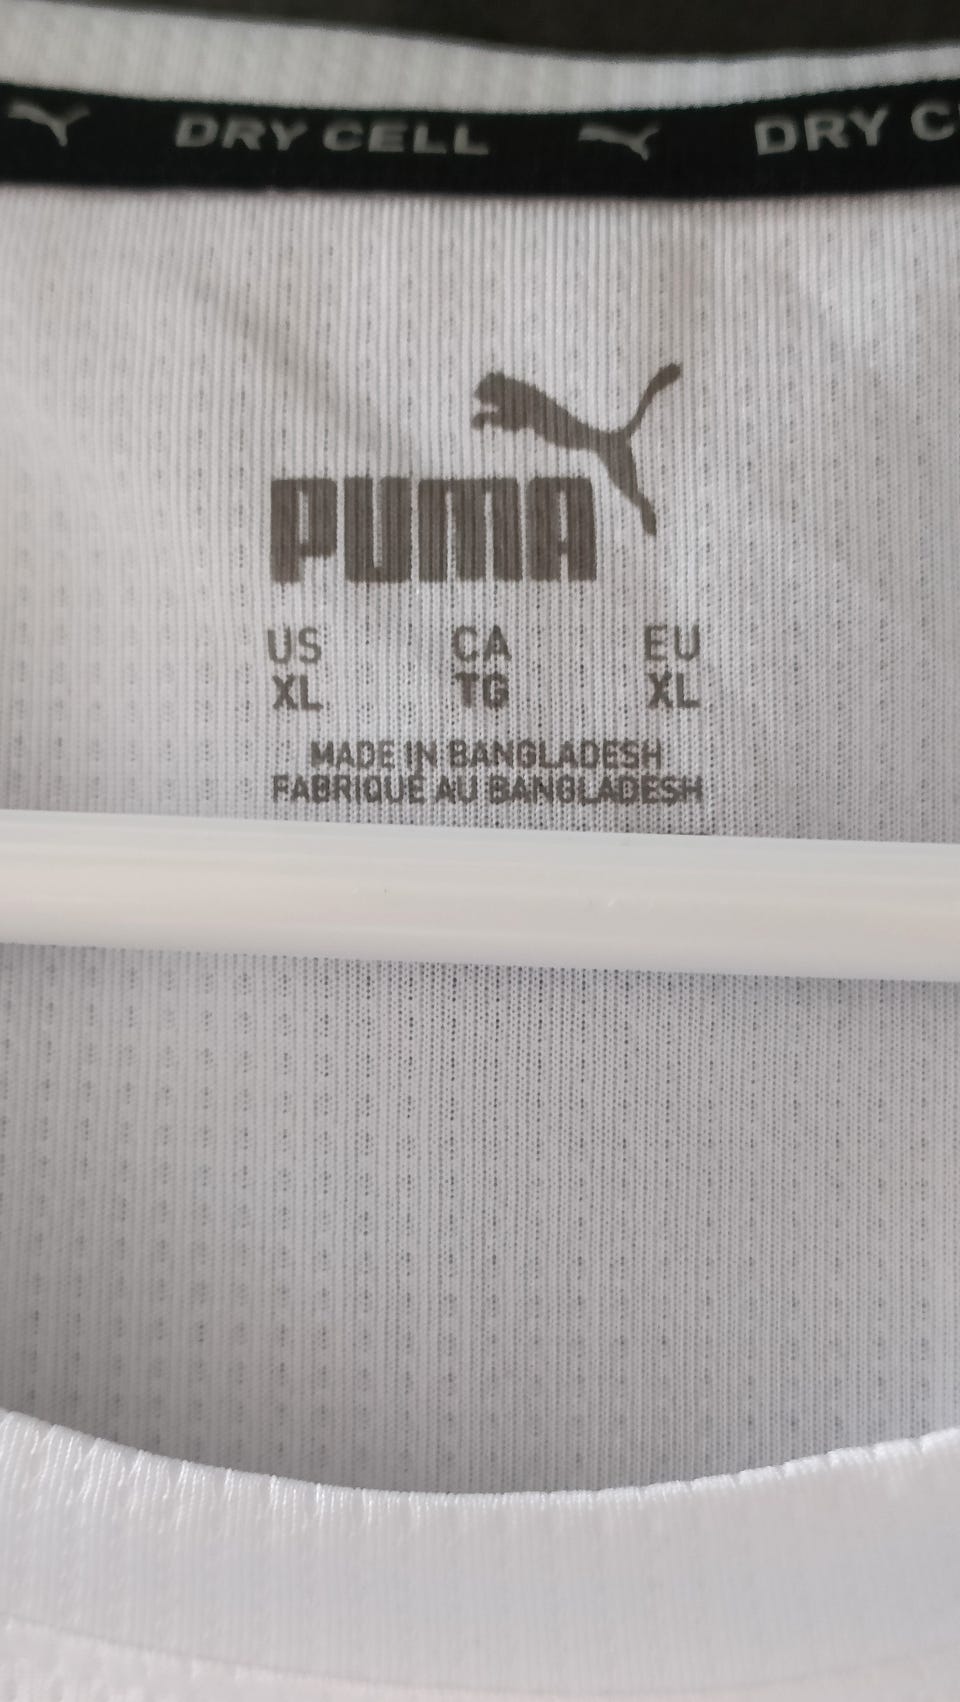 DRY CELL DRY C
PUMA
US CA EU
XL TG XL
MADE IN BANGLADESH
FABRIQUÉ AU BANGLADESH